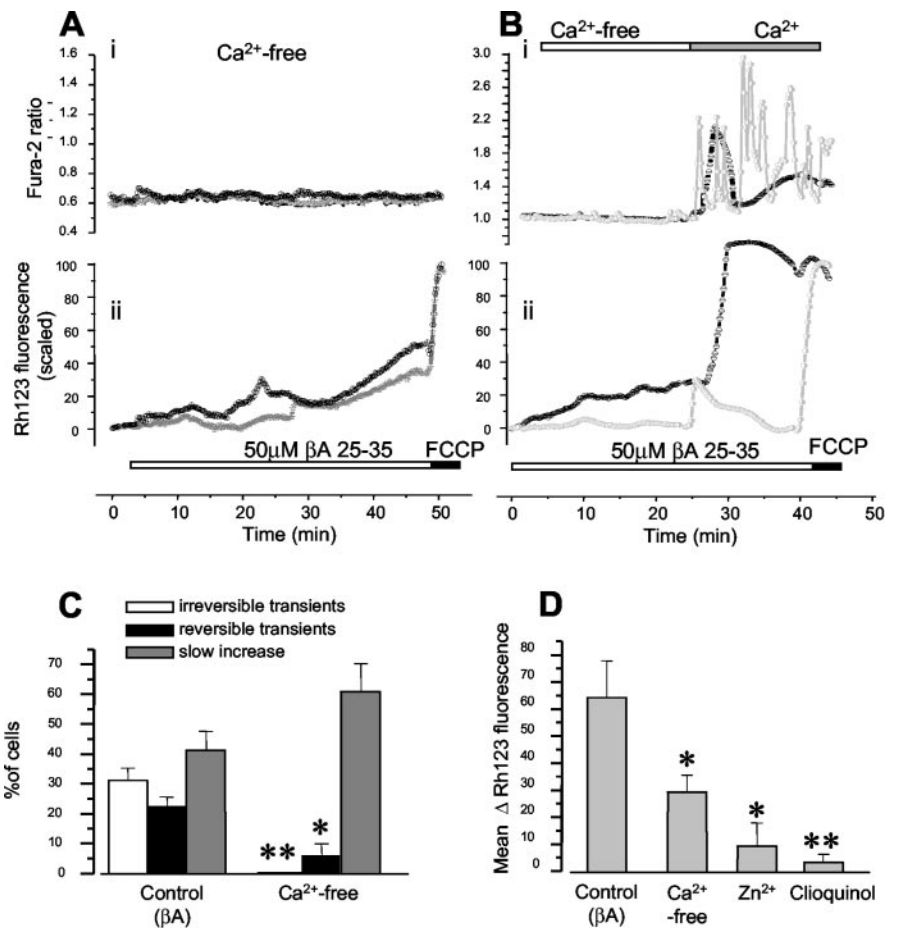 A
i
Ca²⁺-free
1.6
1.4
1.2
1.0
0.8
0.6
0.4
Fura-2 ratio
ii
100
80
60
40
20
0
Rh123 fluorescence
(scaled)
50µM βA 25-35
FCCP
0 10 20 30 40 50
Time (min)
B
Ca²⁺-free
Ca²⁺
i
3.0
2.6
2.2
1.8
1.4
1.0
ii
100
80
60
40
20
0
50µM βA 25-35
FCCP
0 10 20 30 40 50
Time (min)
C
irreversible transients
reversible transients
slow increase
70
60
50
40
30
20
10
0
%of cells
** *
Control
(βA)
Ca²⁺-free
D
80
70
60
50
40
30
20
10
0
Mean Δ Rh123 fluorescence
* * **
Control
(βA)
Ca²⁺
-free
Zn²⁺
Clioquinol